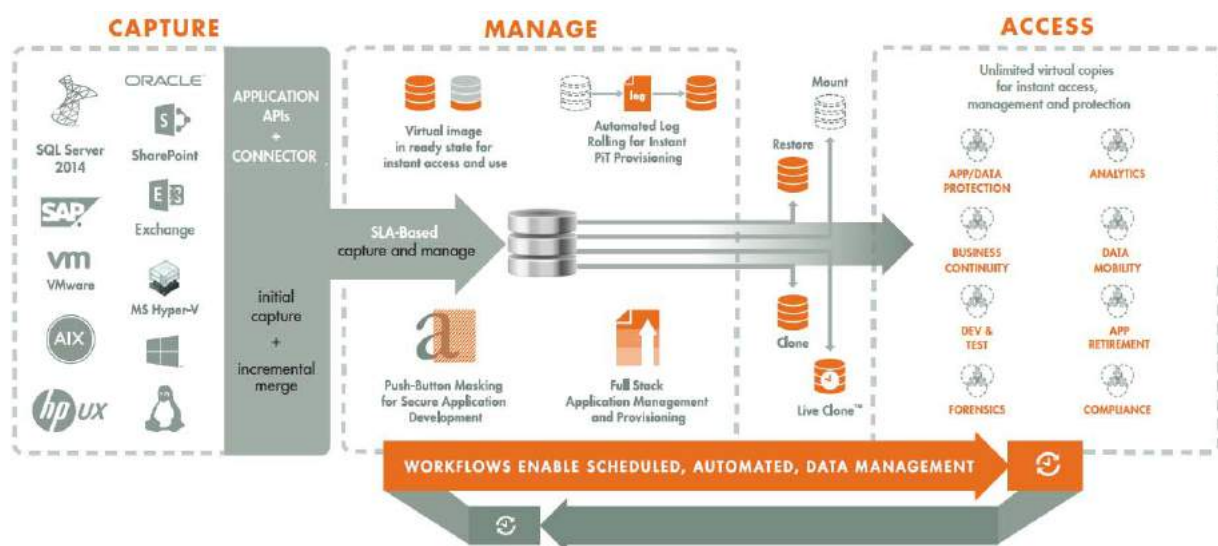 CAPTURE
ORACLE
SQL Server
2014
S
SharePoint
SAP
E
Exchange
vm
VMware
MS Hyper-V
AIX
hp UX
APPLICATION
APIs
+
CONNECTOR
initial
capture
+
incremental
merge
MANAGE
Virtual image
in ready state for
instant access and use
log
Automated Log
Rolling for Instant
PiT Provisioning
SLA-Based
capture and manage
a
Push-Button Masking
for Secure Application
Development
Full Stack
Application Management
and Provisioning
Mount
Restore
Clone
Live Clone™
ACCESS
Unlimited virtual copies
for instant access,
management and protection
APP/DATA
PROTECTION
ANALYTICS
BUSINESS
CONTINUITY
DATA
MOBILITY
DEV &
TEST
APP
RETIREMENT
FORENSICS
COMPLIANCE
WORKFLOWS ENABLE SCHEDULED, AUTOMATED, DATA MANAGEMENT